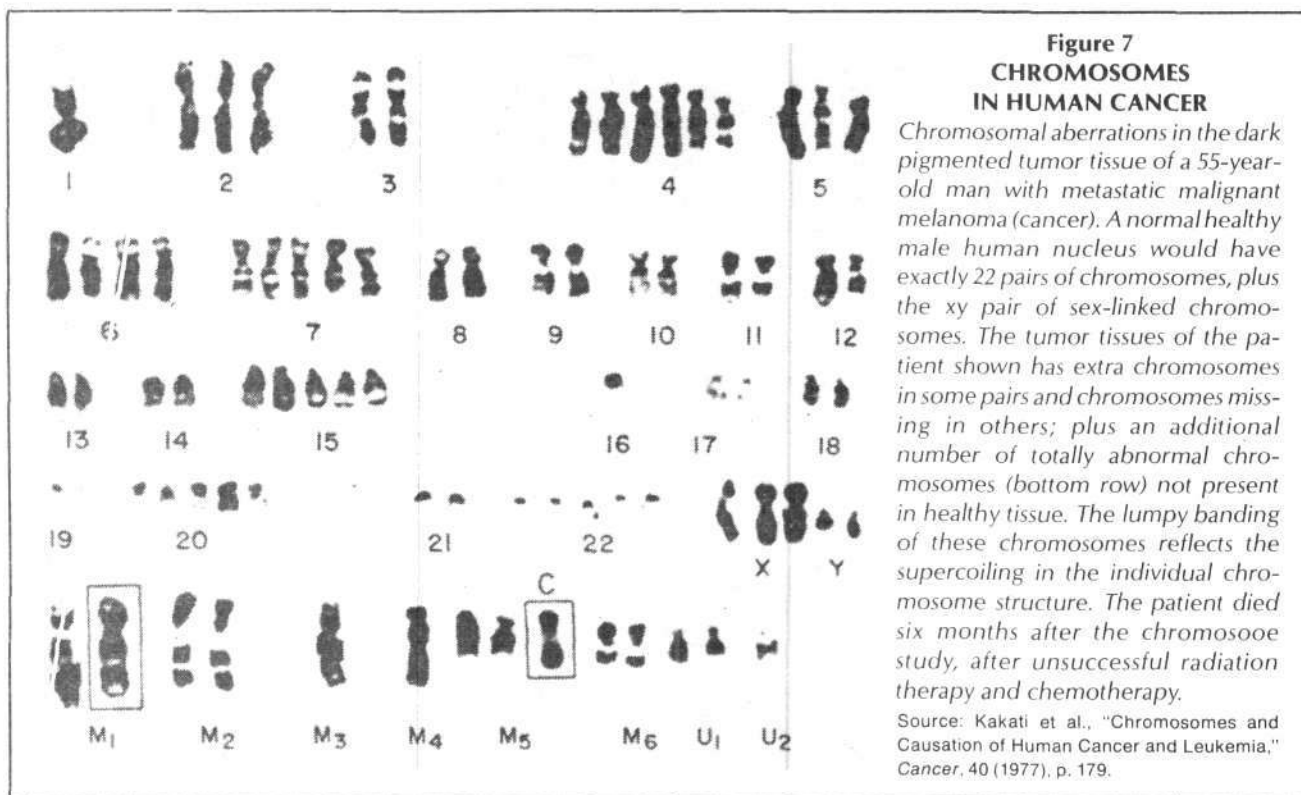 Figure 7
CHROMOSOMES
IN HUMAN CANCER
Chromosomal aberrations in the dark
pigmented tumor tissue of a 55-year-
old man with metastatic malignant
melanoma (cancer). A normal healthy
male human nucleus would have
exactly 22 pairs of chromosomes, plus
the xy pair of sex-linked chromo-
somes. The tumor tissues of the pa-
tient shown has extra chromosomes
in some pairs and chromosomes miss-
ing in others; plus an additional
number of totally abnormal chro-
mosomes (bottom row) not present
in healthy tissue. The lumpy banding
of these chromosomes reflects the
supercoiling in the individual chro-
mosome structure. The patient died
six months after the chromosooe
study, after unsuccessful radiation
therapy and chemotherapy.
Source: Kakati et al., "Chromosomes and
Causation of Human Cancer and Leukemia,"
Cancer, 40 (1977), p. 179.
1 2 3 4 5
6 7 8 9 10 11 12
13 14 15 16 17 18
19 20 21 22 X Y
C
M1 M2 M3 M4 M5 M6 U1 U2